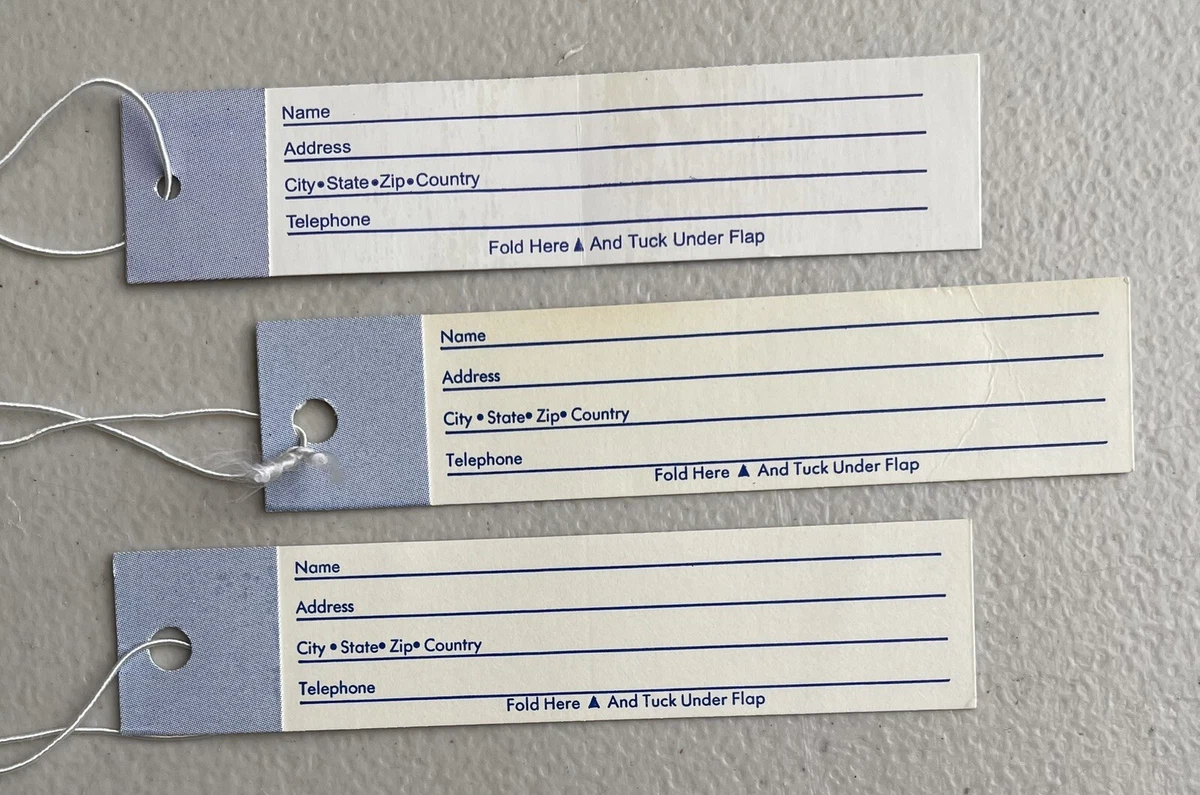 Name
Address
City•State•Zip•Country
Telephone
Fold Here ▲ And Tuck Under Flap
Name
Address
City • State• Zip• Country
Telephone
Fold Here ▲ And Tuck Under Flap
Name
Address
City • State• Zip• Country
Telephone
Fold Here ▲ And Tuck Under Flap